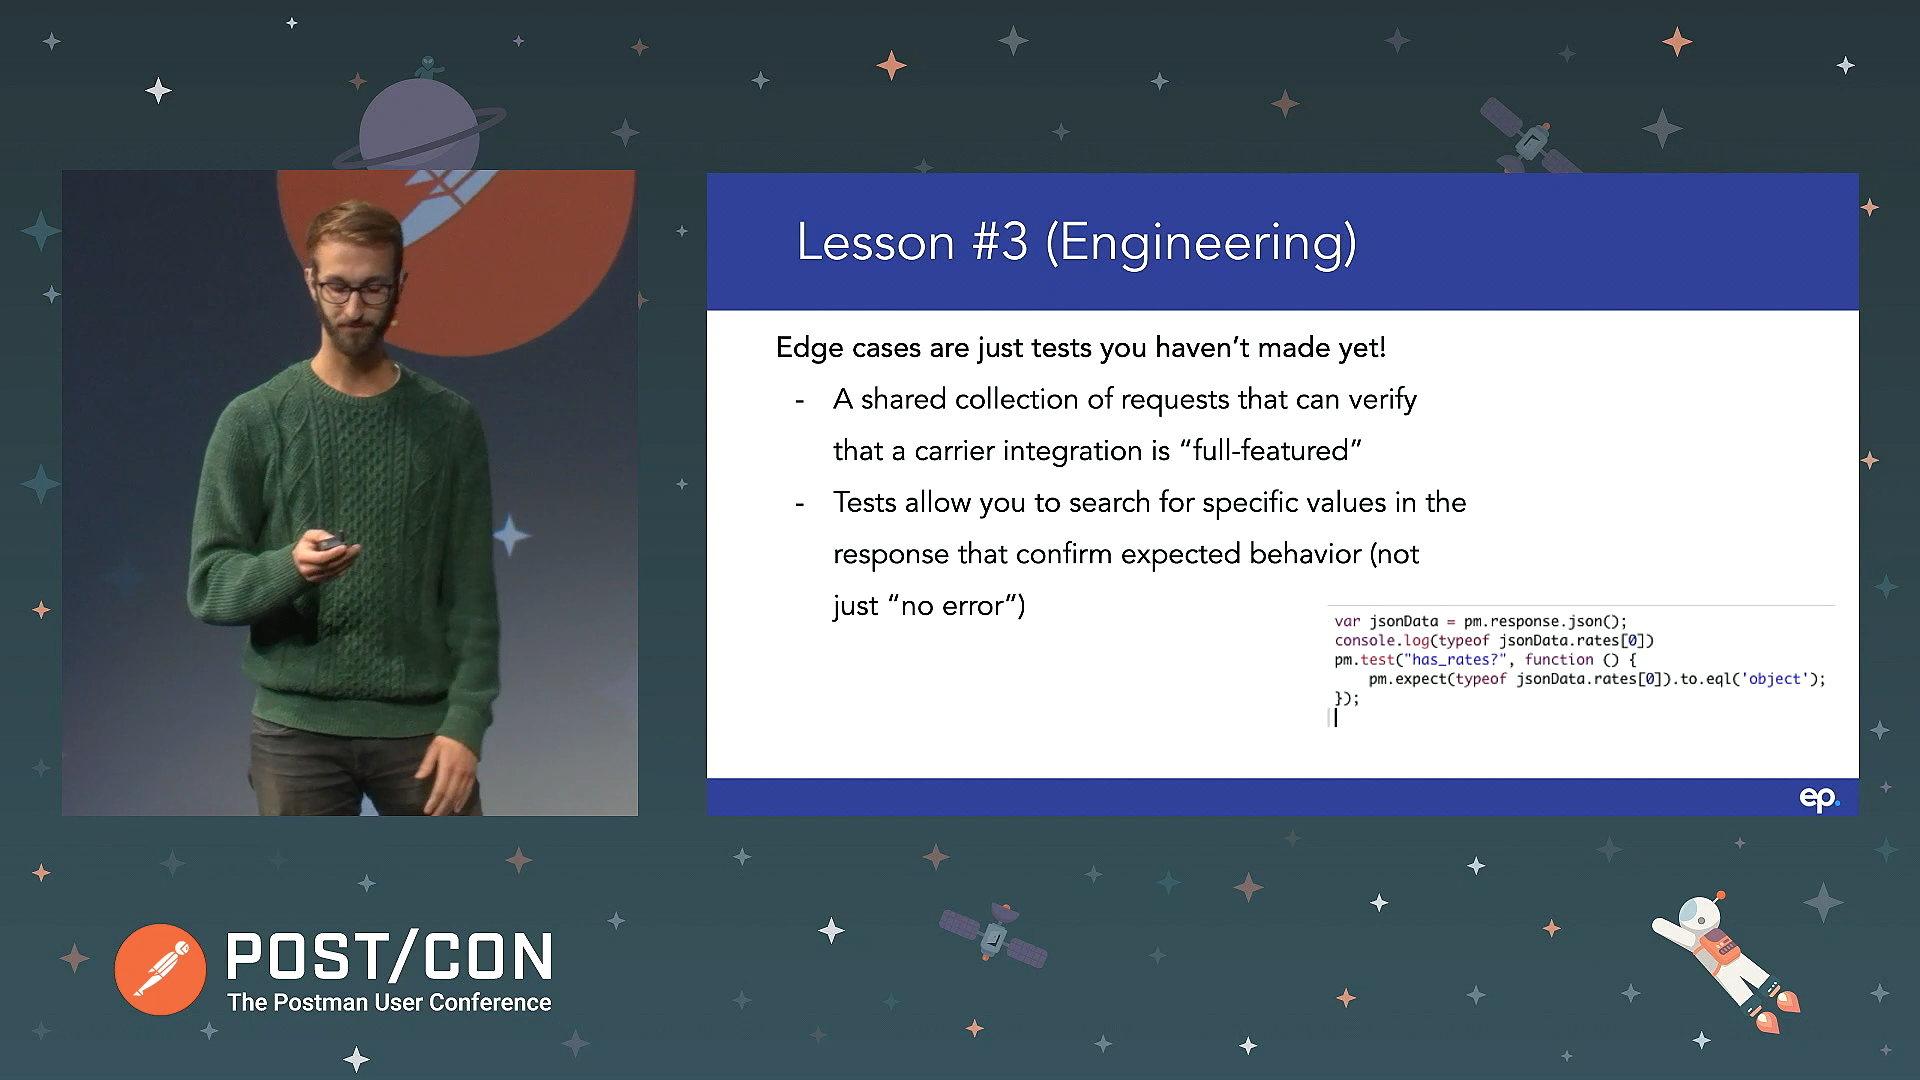 Lesson #3 (Engineering)
Edge cases are just tests you haven’t made yet!
- A shared collection of requests that can verify
that a carrier integration is “full-featured”
- Tests allow you to search for specific values in the
response that confirm expected behavior (not
just “no error”)
var jsonData = pm.response.json();
console.log(typeof jsonData.rates[0])
pm.test("has_rates?", function () {
    pm.expect(typeof jsonData.rates[0]).to.eql('object');
});
ep.
POST/CON
The Postman User Conference